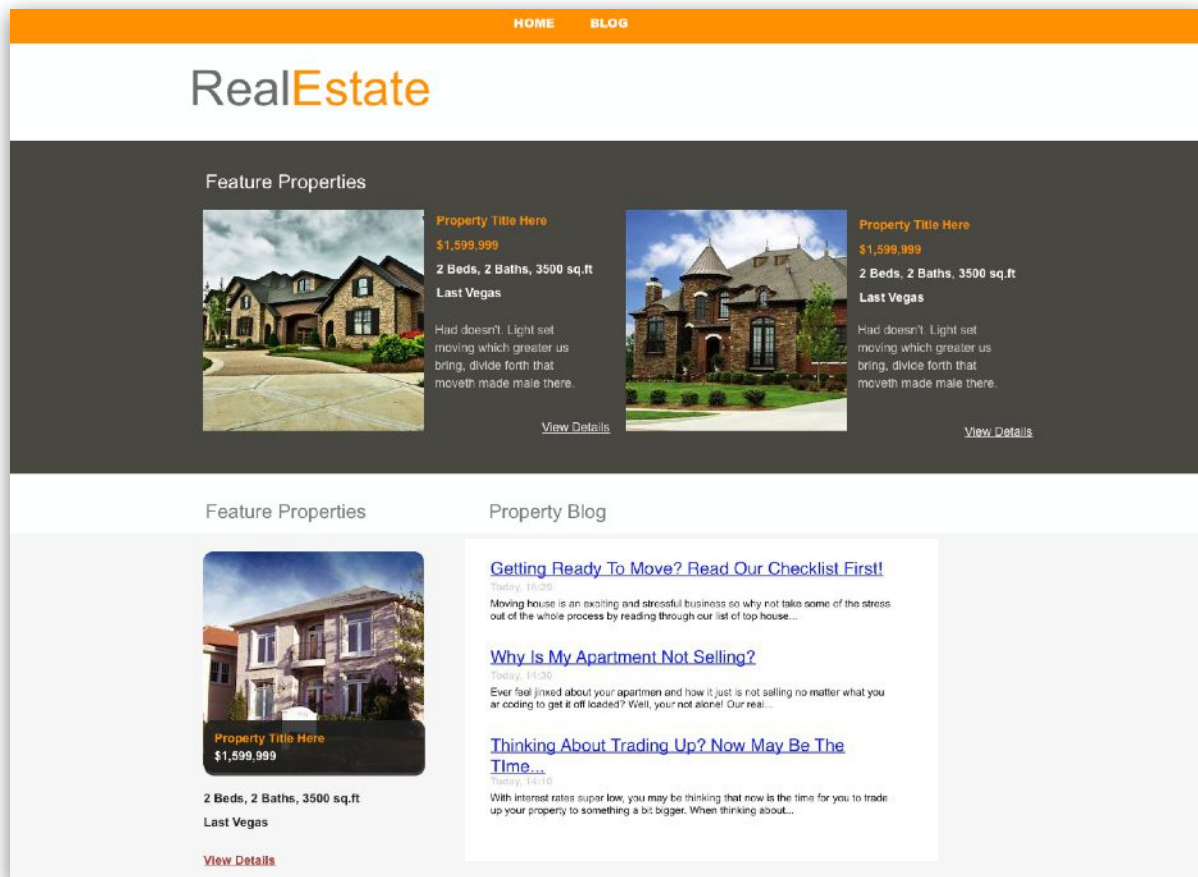 HOME BLOG
RealEstate
Feature Properties
Property Title Here
$1,599,999
2 Beds, 2 Baths, 3500 sq.ft
Last Vegas
Had doesn't. Light set
moving which greater us
bring, divide forth that
moveth made male there.
View Details
Property Title Here
$1,599,999
2 Beds, 2 Baths, 3500 sq.ft
Last Vegas
Had doesn't. Light set
moving which greater us
bring, divide forth that
moveth made male there.
View Details
Feature Properties
Property Title Here
$1,599,999
2 Beds, 2 Baths, 3500 sq.ft
Last Vegas
View Details
Property Blog
Getting Ready To Move? Read Our Checklist First!
Today, 16:29
Moving house is an exciting and stressful business so why not take some of the stress
out of the whole process by reading through our list of top house...
Why Is My Apartment Not Selling?
Today, 14:30
Ever feel jinxed about your apartmen and how it just is not selling no matter what you
ar coding to get it off loaded? Well, your not alone! Our real...
Thinking About Trading Up? Now May Be The
TIme...
Today, 14:10
With interest rates super low, you may be thinking that now is the time for you to trade
up your property to something a bit bigger. When thinking about...